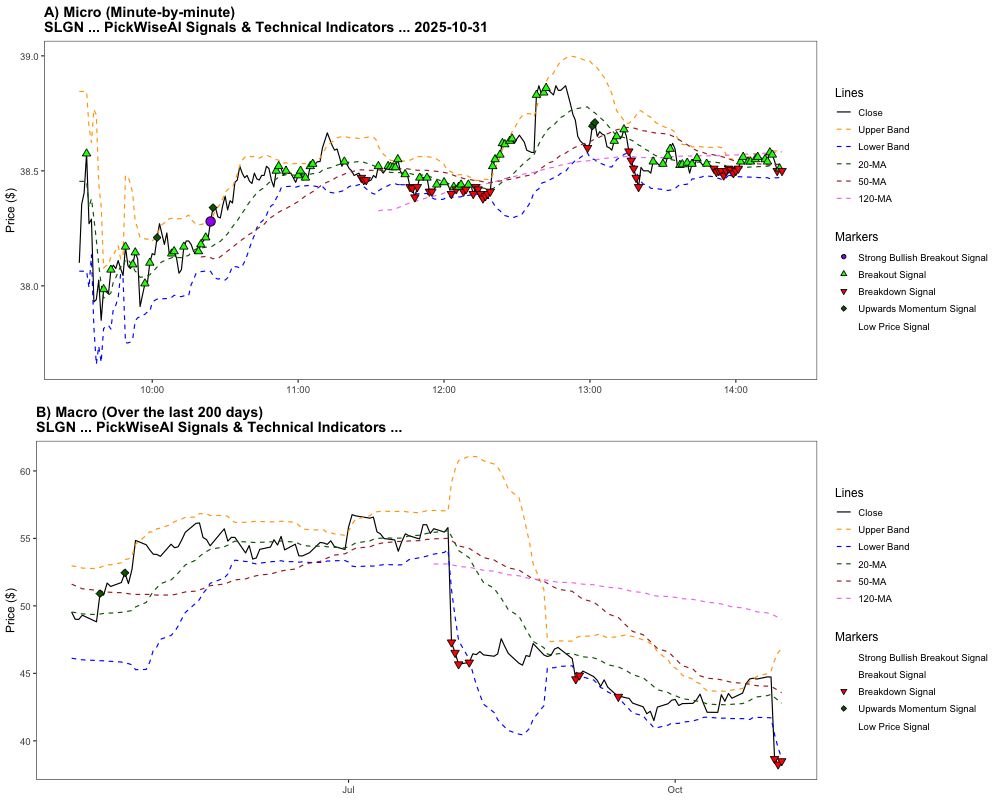 A) Micro (Minute-by-minute)
SLGN ... PickWiseAI Signals & Technical Indicators ... 2025-10-31
Price ($)
39.0
38.5
38.0
10:00
11:00
12:00
13:00
14:00
Lines
Close
Upper Band
Lower Band
20-MA
50-MA
120-MA
Markers
Strong Bullish Breakout Signal
Breakout Signal
Breakdown Signal
Upwards Momentum Signal
Low Price Signal
B) Macro (Over the last 200 days)
SLGN ... PickWiseAI Signals & Technical Indicators ...
Price ($)
60
55
50
45
40
Jul
Oct
Lines
Close
Upper Band
Lower Band
20-MA
50-MA
120-MA
Markers
Strong Bullish Breakout Signal
Breakout Signal
Breakdown Signal
Upwards Momentum Signal
Low Price Signal